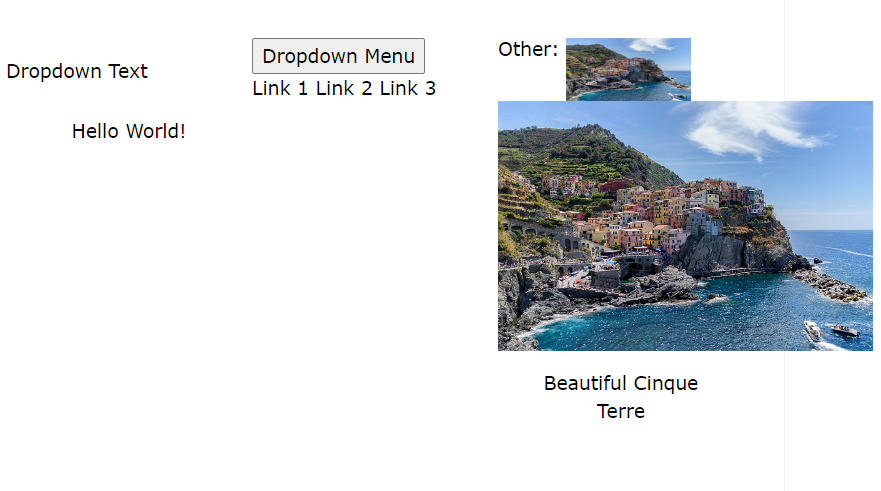 Dropdown Text
Hello World!
Dropdown Menu
Link 1 Link 2 Link 3
Other:
Beautiful Cinque
Terre